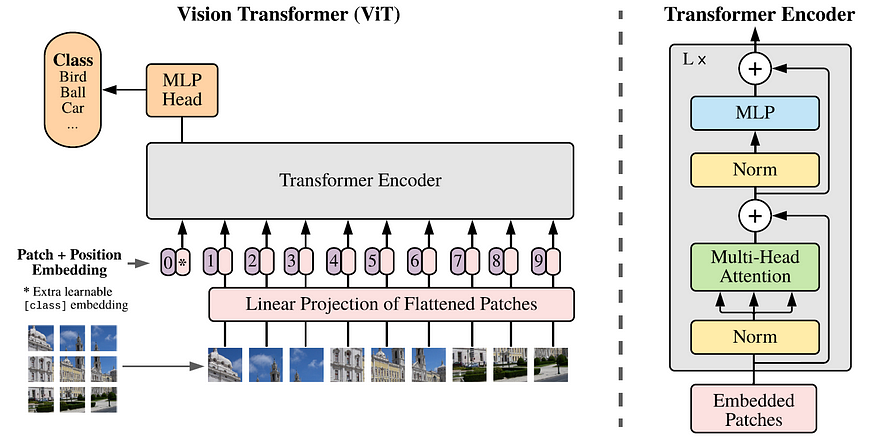 Vision Transformer (ViT)
Class
Bird
Ball
Car
...
MLP
Head
Transformer Encoder
Patch + Position
Embedding
0 * 1 2 3 4 5 6 7 8 9
* Extra learnable
[class] embedding
Linear Projection of Flattened Patches
Transformer Encoder
L ×
+
MLP
Norm
+
Multi-Head
Attention
Norm
Embedded
Patches